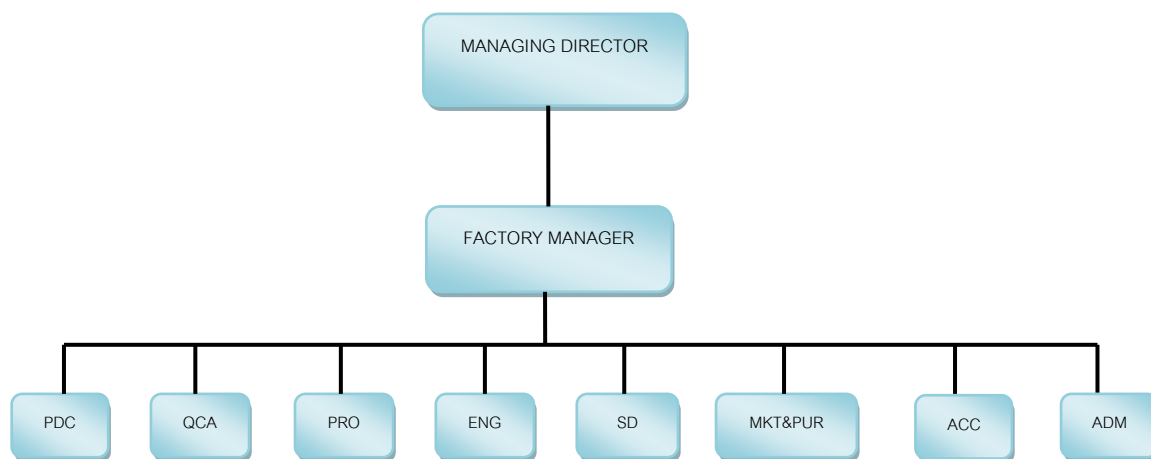 MANAGING DIRECTOR
FACTORY MANAGER
PDC
QCA
PRO
ENG
SD
MKT&PUR
ACC
ADM